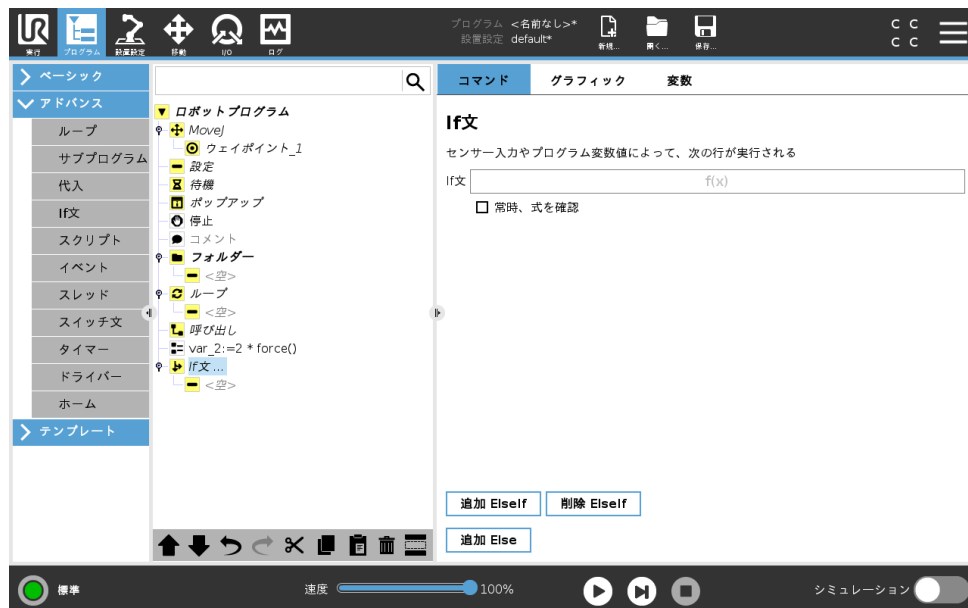 実行
プログラム
設置設定
移動
I/O
ログ
プログラム <名前なし>*
設置設定 default*
新規...
開く...
保存...
C C
C C
ベーシック
アドバンス
ループ
サブプログラム
代入
If文
スクリプト
イベント
スレッド
スイッチ文
タイマー
ドライバー
ホーム
テンプレート
ロボットプログラム
MoveJ
ウェイポイント_1
設定
待機
ポップアップ
停止
コメント
フォルダー
<空>
ループ
<空>
呼び出し
var_2:=2 * force()
If文 ...
<空>
コマンド グラフィック 変数
If文
センサー入力やプログラム変数値によって、次の行が実行される
If文 f(x)
常時、式を確認
追加 ElseIf 削除 ElseIf
追加 Else
標準
速度 100%
シミュレーション